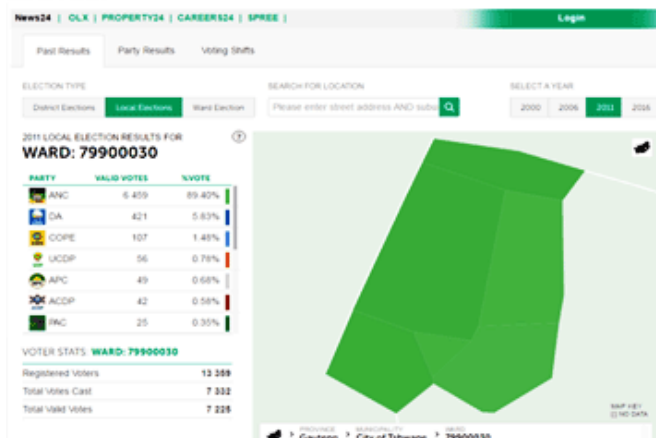 News24 | OLX | PROPERTY24 | CAREERS24 | SPREE |
Login
Past Results
Party Results
Voting Shifts
ELECTION TYPE
District Elections
Local Elections
Ward Election
SEARCH FOR LOCATION
Please enter street address AND subu
SELECT A YEAR
2000
2006
2011
2016
2011 LOCAL ELECTION RESULTS FOR
?
WARD: 79900030
PARTY VALID VOTES %VOTE
ANC 6 459 89.40%
DA 421 5.83%
COPE 107 1.48%
UCDP 56 0.78%
APC 49 0.68%
ACDP 42 0.58%
PAC 25 0.35%
VOTER STATS: WARD: 79900030
Registered Voters 13 359
Total Votes Cast 7 332
Total Valid Votes 7 225
MAP KEY
NO DATA
PROVINCE MUNICIPALITY WARD
Gauteng > City of Tshwane > 79900030